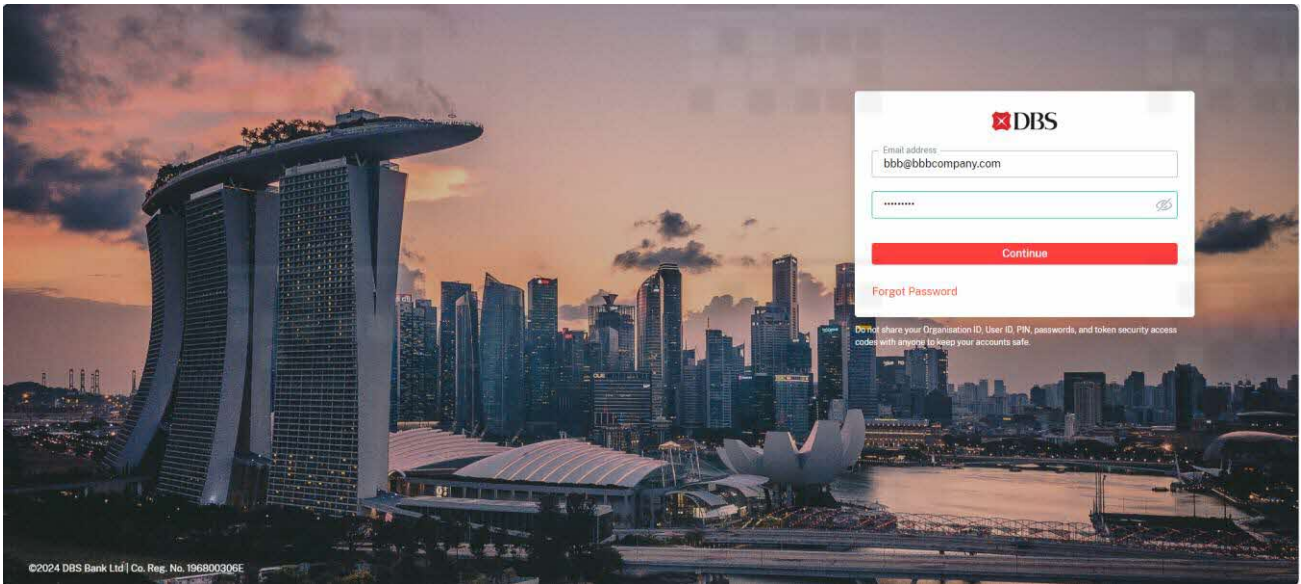 DBS
Email address
bbb@bbbcompany.com
•••••••••
Continue
Forgot Password
Do not share your Organisation ID, User ID, PIN, passwords, and token security access
codes with anyone to keep your accounts safe.
©2024 DBS Bank Ltd | Co. Reg. No. 196800306E